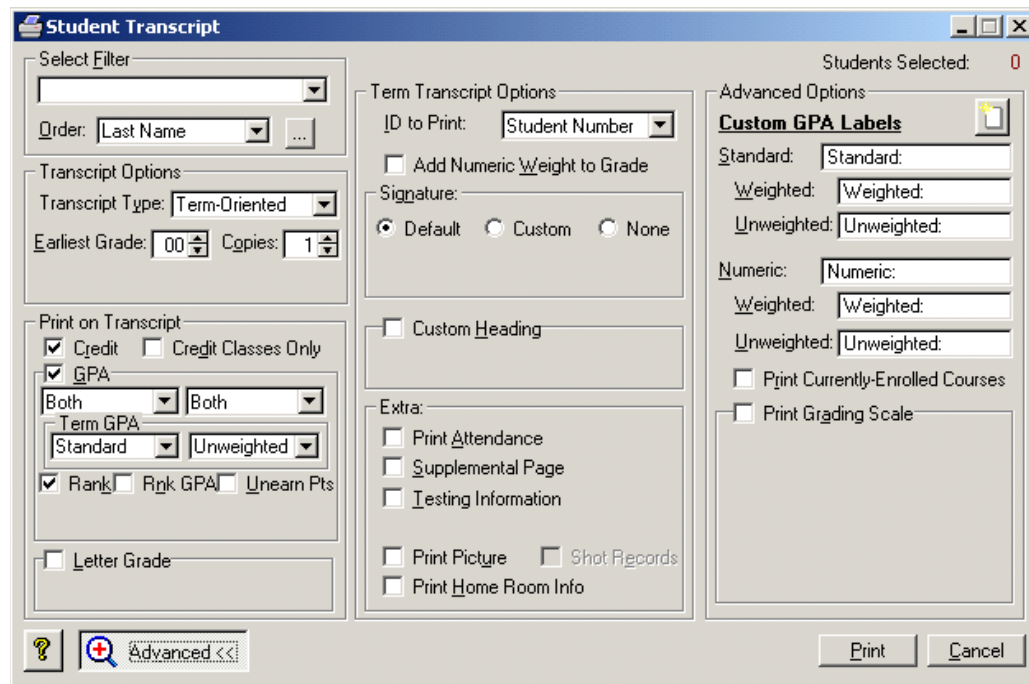 Student Transcript
Select Filter
Order: Last Name ...
Transcript Options
Transcript Type: Term-Oriented
Earliest Grade: 00 Copies: 1
Print on Transcript
Credit Credit Classes Only
GPA
Both Both
Term GPA
Standard Unweighted
Rank Rnk GPA Unearn Pts
Letter Grade
Term Transcript Options
ID to Print: Student Number
Add Numeric Weight to Grade
Signature:
Default Custom None
Custom Heading
Extra:
Print Attendance
Supplemental Page
Testing Information
Print Picture Shot Records
Print Home Room Info
Students Selected: 0
Advanced Options
Custom GPA Labels
Standard: Standard:
Weighted: Weighted:
Unweighted: Unweighted:
Numeric: Numeric:
Weighted: Weighted:
Unweighted: Unweighted:
Print Currently-Enrolled Courses
Print Grading Scale
? Advanced << Print Cancel